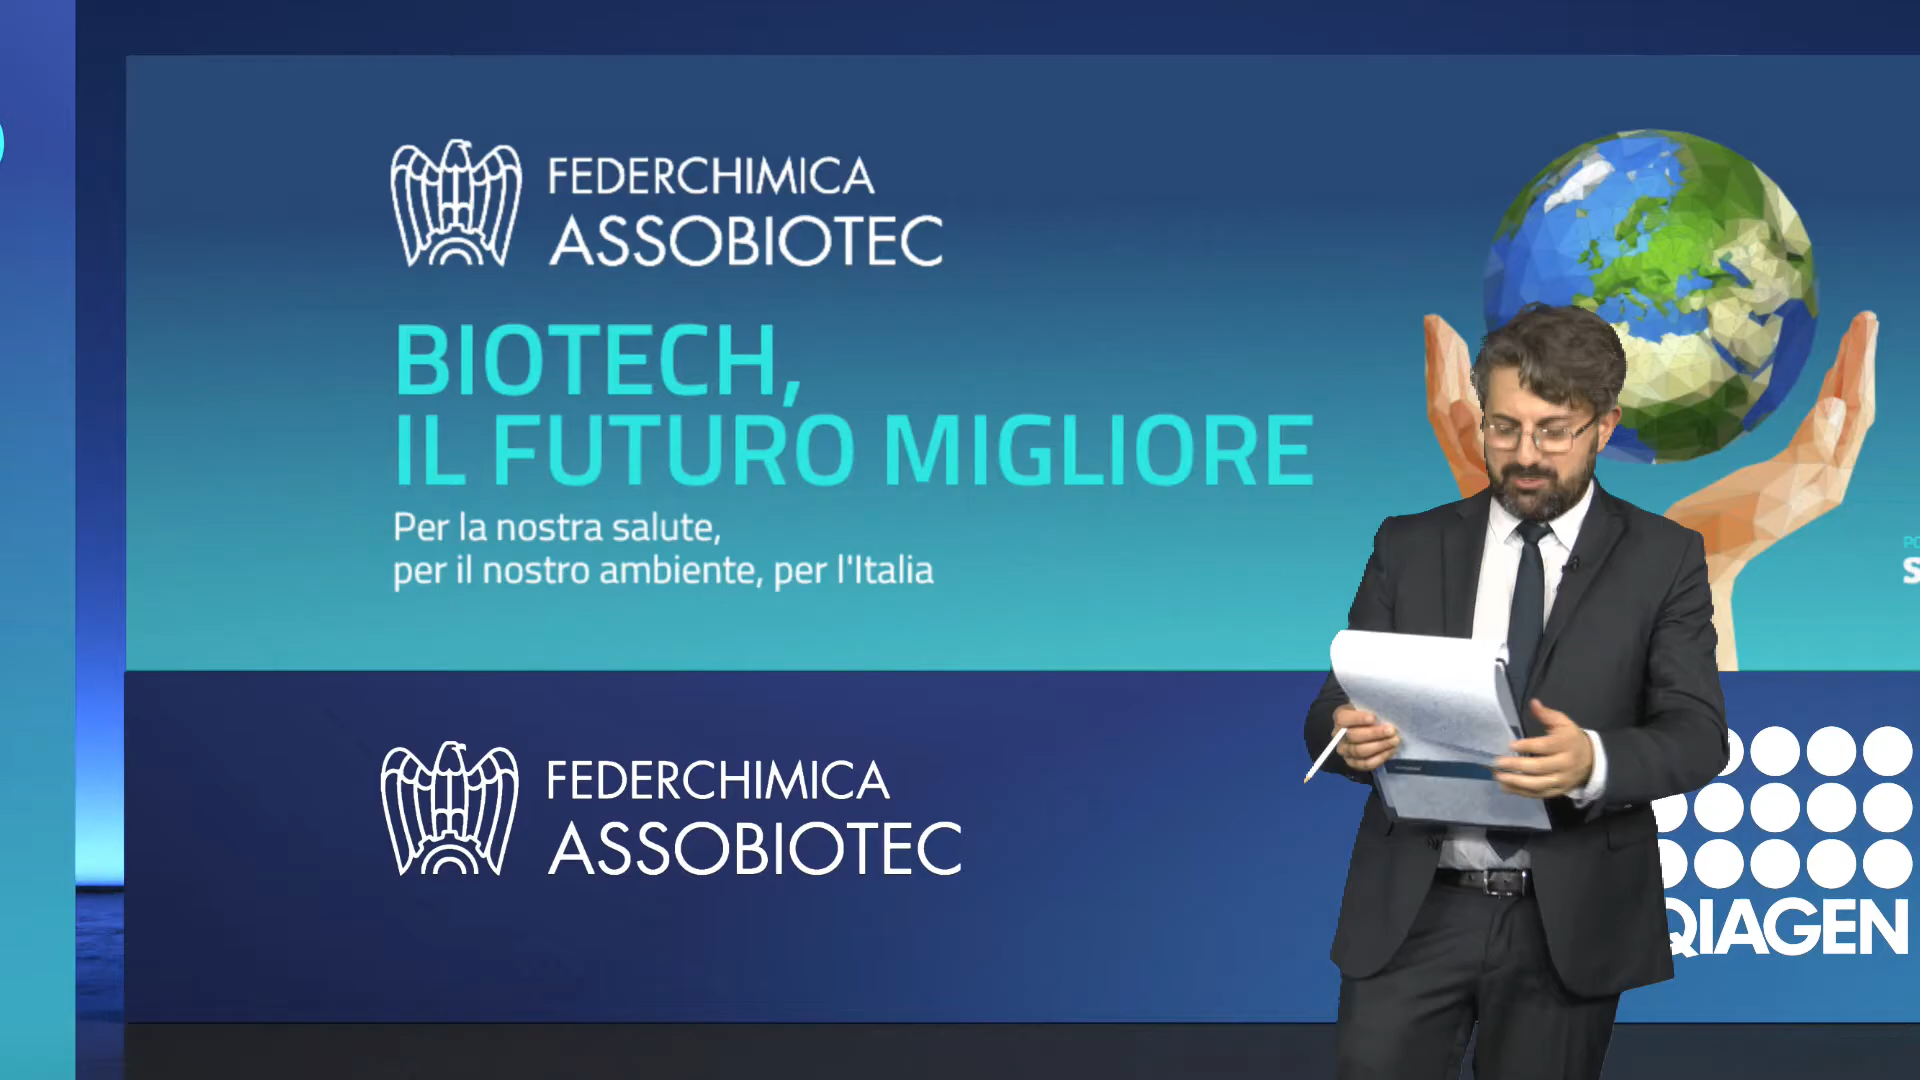 FEDERCHIMICA
ASSOBIOTEC
BIOTECH,
IL FUTURO MIGLIORE
Per la nostra salute,
per il nostro ambiente, per l'Italia
FEDERCHIMICA
ASSOBIOTEC
QIAGEN